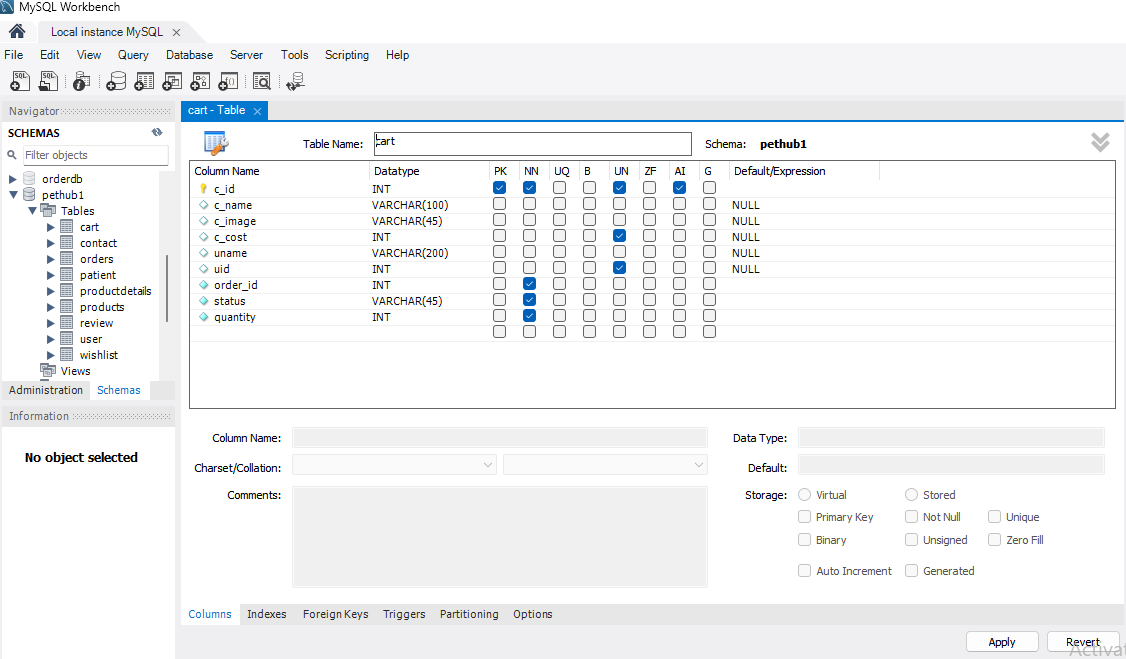 MySQL Workbench
Local instance MySQL
File Edit View Query Database Server Tools Scripting Help
Navigator
SCHEMAS
Filter objects
orderdb
pethub1
Tables
cart
contact
orders
patient
productdetails
products
review
user
wishlist
Views
Administration Schemas
Information
No object selected
cart - Table
Table Name: cart Schema: pethub1
Column Name Datatype PK NN UQ B UN ZF AI G Default/Expression
c_id INT
c_name VARCHAR(100) NULL
c_image VARCHAR(45) NULL
c_cost INT NULL
uname VARCHAR(200) NULL
uid INT NULL
order_id INT
status VARCHAR(45)
quantity INT
Column Name: Data Type:
Charset/Collation: Default:
Comments: Storage: Virtual Stored
Primary Key Not Null Unique
Binary Unsigned Zero Fill
Auto Increment Generated
Columns Indexes Foreign Keys Triggers Partitioning Options
Apply Revert